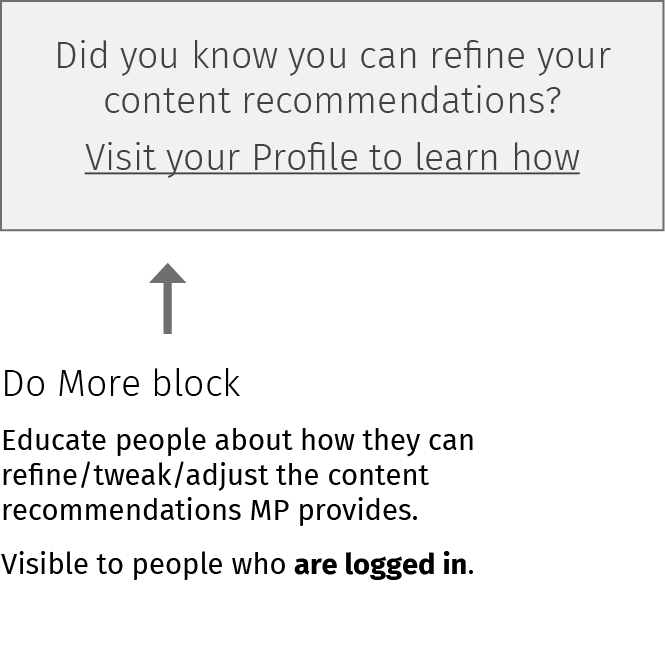 Did you know you can refine your
content recommendations?
Visit your Profile to learn how
Do More block
Educate people about how they can
refine/tweak/adjust the content
recommendations MP provides.
Visible to people who are logged in.